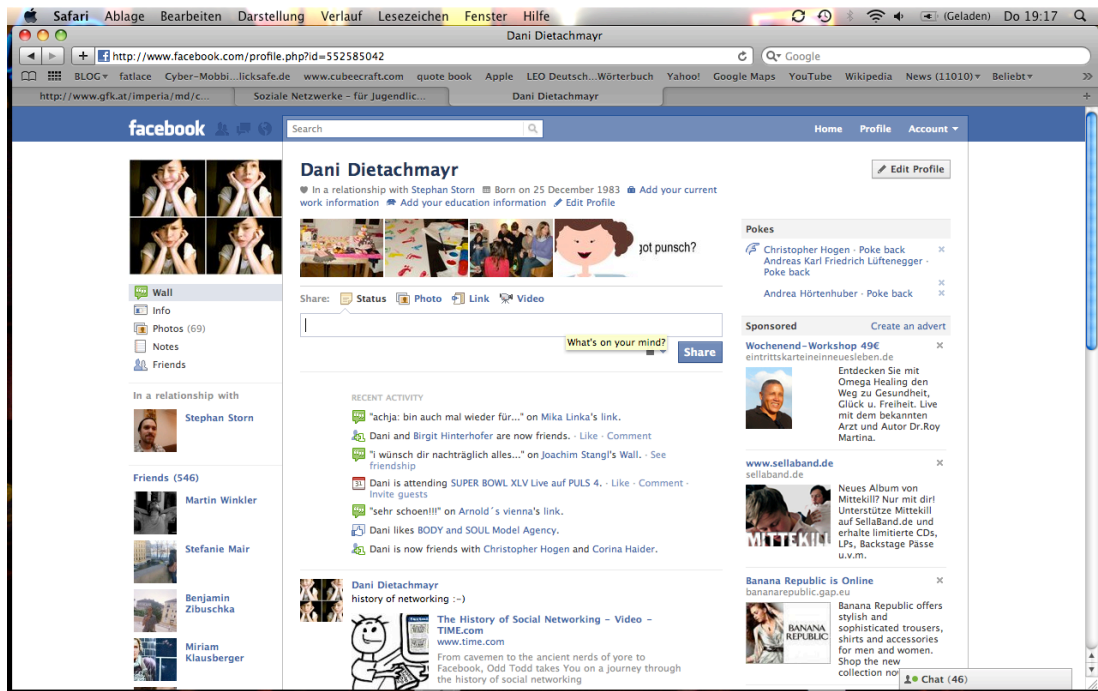 Safari Ablage Bearbeiten Darstellung Verlauf Lesezeichen Fenster Hilfe (Geladen) Do 19:17
Dani Dietachmayr
http://www.facebook.com/profile.php?id=552585042
Google
BLOG fatlace Cyber-Mobbi...licksafe.de www.cubeecraft.com quote book Apple LEO Deutsch...Wörterbuch Yahoo! Google Maps YouTube Wikipedia News (11010) Beliebt
http://www.gfk.at/imperia/md/c... Soziale Netzwerke – für Jugendlic... Dani Dietachmayr
facebook Search Home Profile Account
Dani Dietachmayr
Edit Profile
In a relationship with Stephan Storn Born on 25 December 1983 Add your current
work information Add your education information Edit Profile
got punsch?
Share: Status Photo Link Video
What's on your mind?
Share
Wall
Info
Photos (69)
Notes
Friends
In a relationship with
Stephan Storn
Friends (546)
Martin Winkler
Stefanie Mair
Benjamin
Zibuschka
Miriam
Klausberger
RECENT ACTIVITY
"achja: bin auch mal wieder für..." on Mika Linka's link.
Dani and Birgit Hinterhofer are now friends. · Like · Comment
"i wünsch dir nachträglich alles..." on Joachim Stangl's Wall. · See
friendship
Dani is attending SUPER BOWL XLV Live auf PULS 4. · Like · Comment ·
Invite guests
"sehr schoen!!!" on Arnold´s vienna's link.
Dani likes BODY and SOUL Model Agency.
Dani is now friends with Christopher Hogen and Corina Haider.
Dani Dietachmayr
history of networking :-)
The History of Social Networking – Video –
TIME.com
www.time.com
From cavemen to the ancient nerds of yore to
Facebook, Odd Todd takes You on a journey through
the history of social networking
Pokes
Christopher Hogen · Poke back
Andreas Karl Friedrich Lüftenegger ·
Poke back
Andrea Hörtenhuber · Poke back
Sponsored Create an advert
Wochenend-Workshop 49€
eintrittskarteineinneuesleben.de
Entdecken Sie mit
Omega Healing den
Weg zu Gesundheit,
Glück u. Freiheit. Live
mit dem bekannten
Arzt und Autor Dr.Roy
Martina.
www.sellaband.de
sellaband.de
MITTEKILL
Neues Album von
Mittekill? Nur mit dir!
Unterstütze Mittekill
auf SellaBand.de und
erhalte limitierte CDs,
LPs, Backstage Pässe
u.v.m.
Banana Republic is Online
bananarepublic.gap.eu
BANANA
REPUBLIC
Banana Republic offers
stylish and
sophisticated trousers,
shirts and accessories
for men and women.
Shop the new
collection
Chat (46)